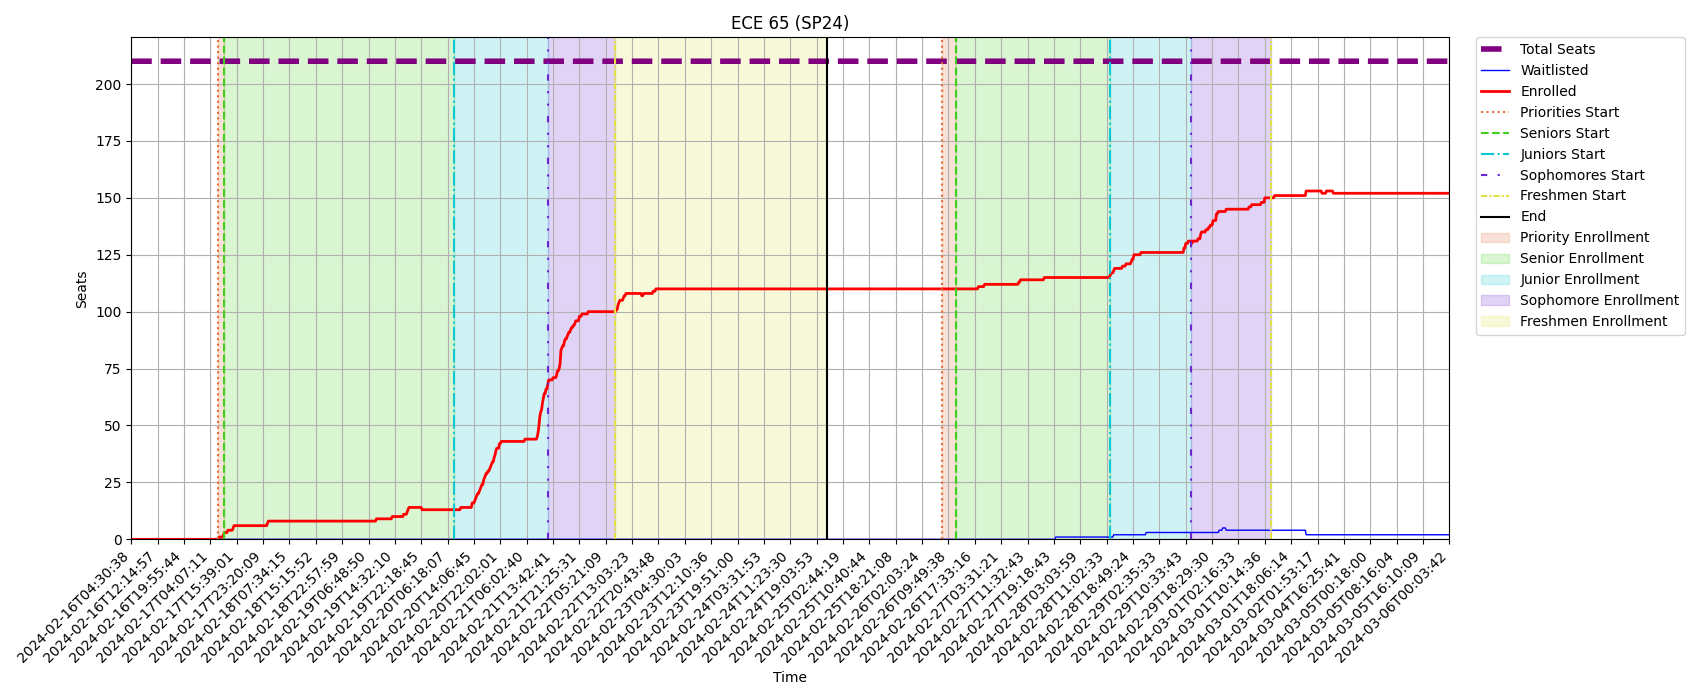 ECE 65 (SP24)
Seats
200
175
150
125
100
75
50
25
0
2024-02-16T04:30:38
2024-02-16T12:14:57
2024-02-16T19:55:44
2024-02-17T04:07:11
2024-02-17T15:39:01
2024-02-17T23:20:09
2024-02-18T07:34:15
2024-02-18T15:15:52
2024-02-18T22:57:59
2024-02-19T06:48:50
2024-02-19T14:32:10
2024-02-19T22:18:45
2024-02-20T06:18:07
2024-02-20T14:06:45
2024-02-20T22:02:01
2024-02-21T06:02:40
2024-02-21T13:42:41
2024-02-21T21:25:31
2024-02-22T05:21:09
2024-02-22T13:03:23
2024-02-22T20:43:48
2024-02-23T04:30:03
2024-02-23T12:10:36
2024-02-23T19:51:00
2024-02-24T03:31:53
2024-02-24T11:23:30
2024-02-24T19:03:53
2024-02-25T02:44:19
2024-02-25T10:40:44
2024-02-25T18:21:08
2024-02-26T02:03:24
2024-02-26T09:49:38
2024-02-26T17:33:16
2024-02-27T03:31:21
2024-02-27T11:32:43
2024-02-27T19:18:43
2024-02-28T03:03:59
2024-02-28T11:02:33
2024-02-28T18:49:24
2024-02-29T02:35:33
2024-02-29T10:33:43
2024-02-29T18:29:30
2024-03-01T02:16:33
2024-03-01T10:14:36
2024-03-01T18:06:14
2024-03-02T01:53:17
2024-03-04T16:25:41
2024-03-05T00:18:00
2024-03-05T08:16:04
2024-03-05T16:10:09
2024-03-06T00:03:42
Time
Total Seats
Waitlisted
Enrolled
Priorities Start
Seniors Start
Juniors Start
Sophomores Start
Freshmen Start
End
Priority Enrollment
Senior Enrollment
Junior Enrollment
Sophomore Enrollment
Freshmen Enrollment